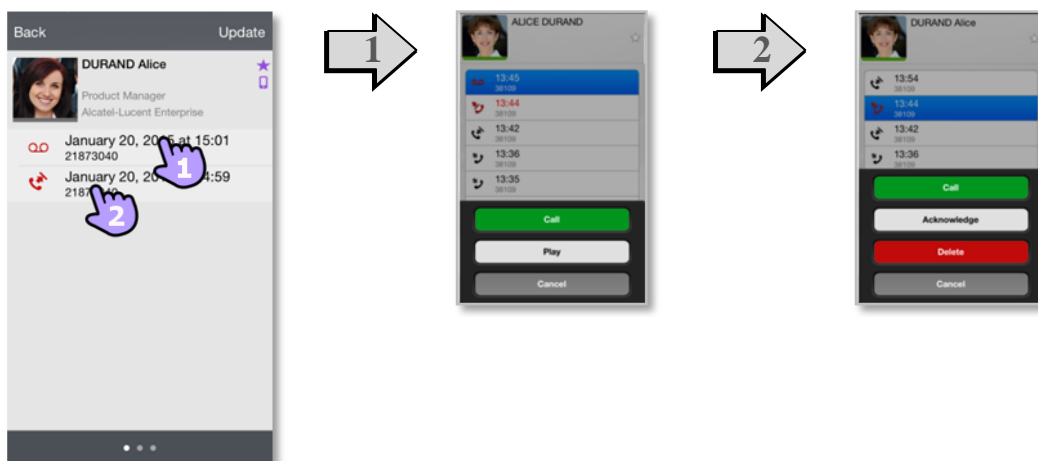 Back Update
DURAND Alice
Product Manager
Alcatel-Lucent Enterprise
January 20, 2015 at 15:01
21873040
January 20, 20 4:59
2187
1
2
1
ALICE DURAND
13:45
38109
13:44
38109
13:42
38109
13:36
38109
13:35
38109
Call
Play
Cancel
2
DURAND Alice
13:54
38109
13:44
38109
13:42
38109
13:36
38109
Call
Acknowledge
Delete
Cancel